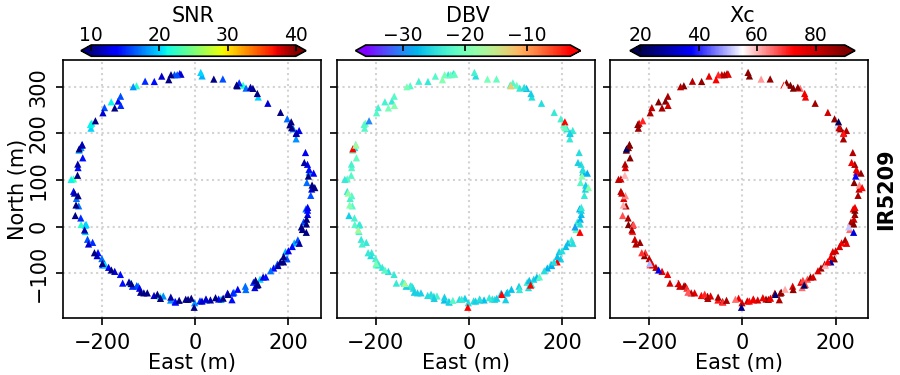 SNR DBV Xc
10 20 30 40 −30 −20 −10 20 40 60 80
North (m)
300
200
100
0
−100
−200 0 200 −200 0 200 −200 0 200
East (m) East (m) East (m)
IR5209